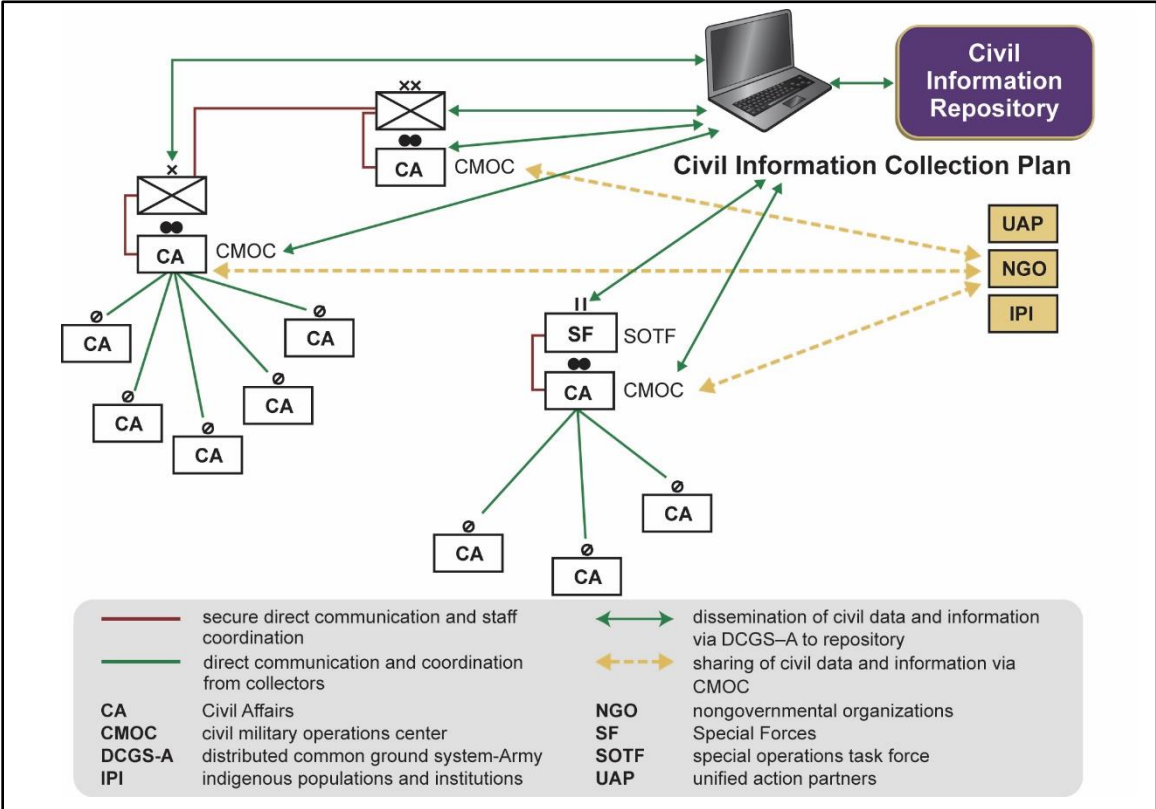 Civil
Information
Repository
XX
CA
CMOC
Civil Information Collection Plan
X
UAP
CA
CMOC
NGO
IPI
II
SF
SOTF
CA
CA
CA
CMOC
CA
CA
CA
CA
CA
CA
CA
secure direct communication and staff
coordination
direct communication and coordination
from collectors
CA Civil Affairs
CMOC civil military operations center
DCGS-A distributed common ground system-Army
IPI indigenous populations and institutions
dissemination of civil data and information
via DCGS–A to repository
sharing of civil data and information via
CMOC
NGO nongovernmental organizations
SF Special Forces
SOTF special operations task force
UAP unified action partners